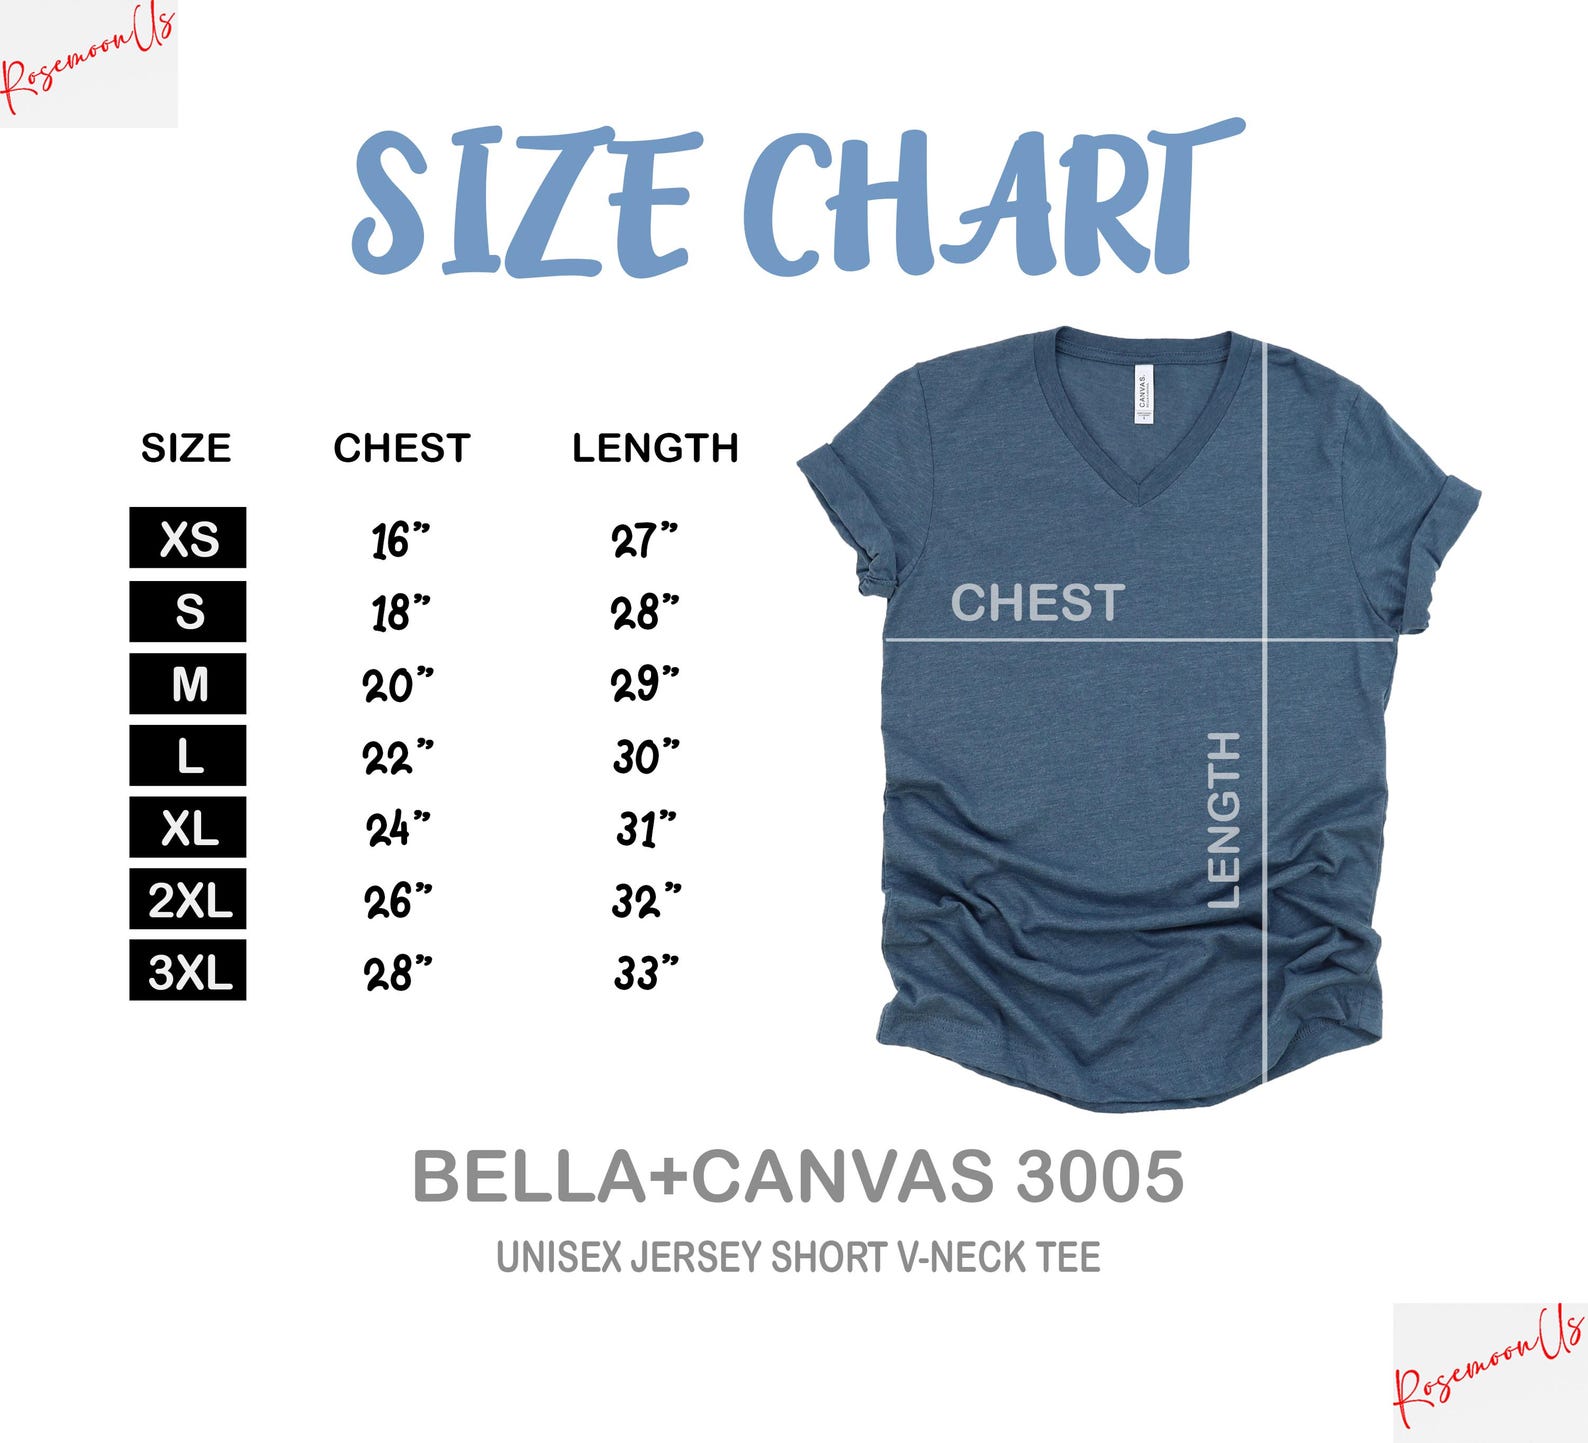 RosemoonUs
SIZE CHART
SIZE CHEST LENGTH
XS 16” 27”
S 18” 28”
M 20” 29”
L 22” 30”
XL 24” 31”
2XL 26” 32”
3XL 28” 33”
CANVAS.
CHEST
LENGTH
BELLA+CANVAS 3005
UNISEX JERSEY SHORT V-NECK TEE
RosemoonUs